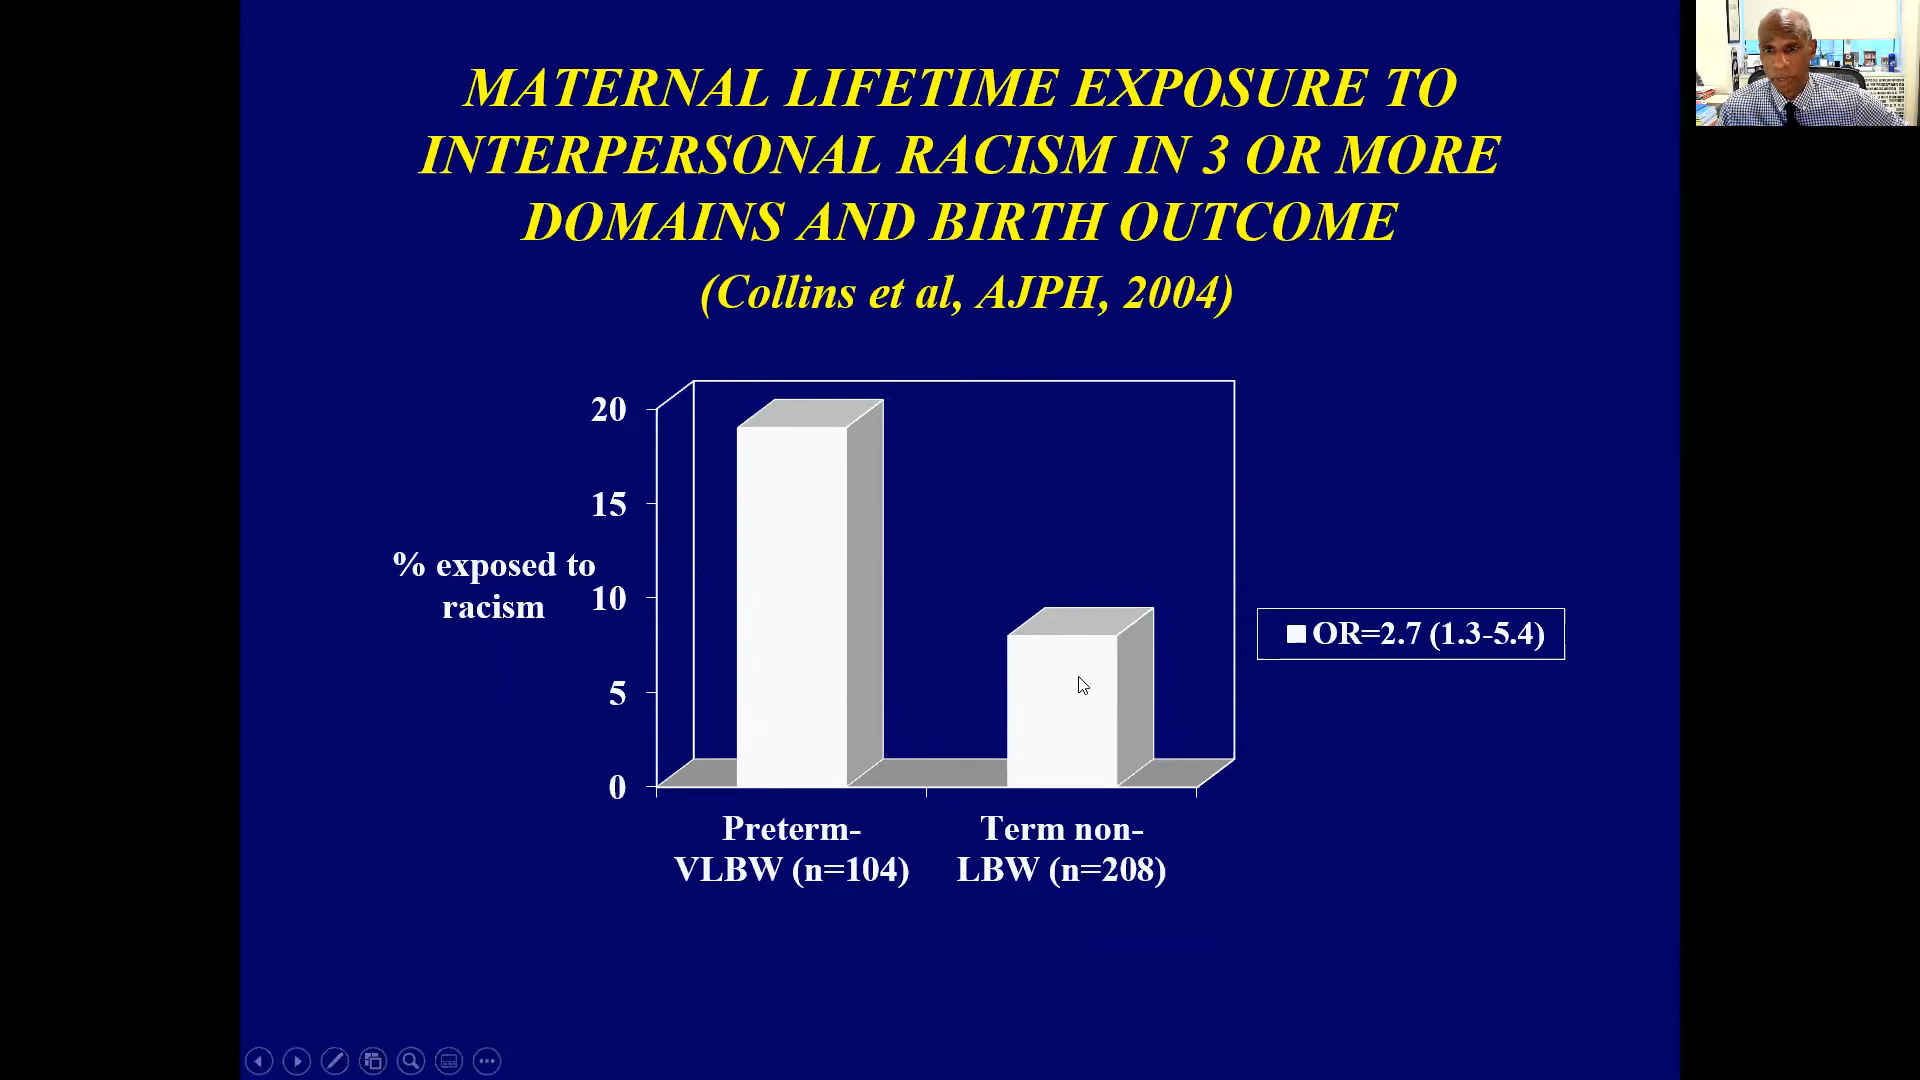 MATERNAL LIFETIME EXPOSURE TO
INTERPERSONAL RACISM IN 3 OR MORE
DOMAINS AND BIRTH OUTCOME
(Collins et al, AJPH, 2004)
20
15
10
5
0
% exposed to
racism
Preterm-
VLBW (n=104)
Term non-
LBW (n=208)
OR=2.7 (1.3-5.4)